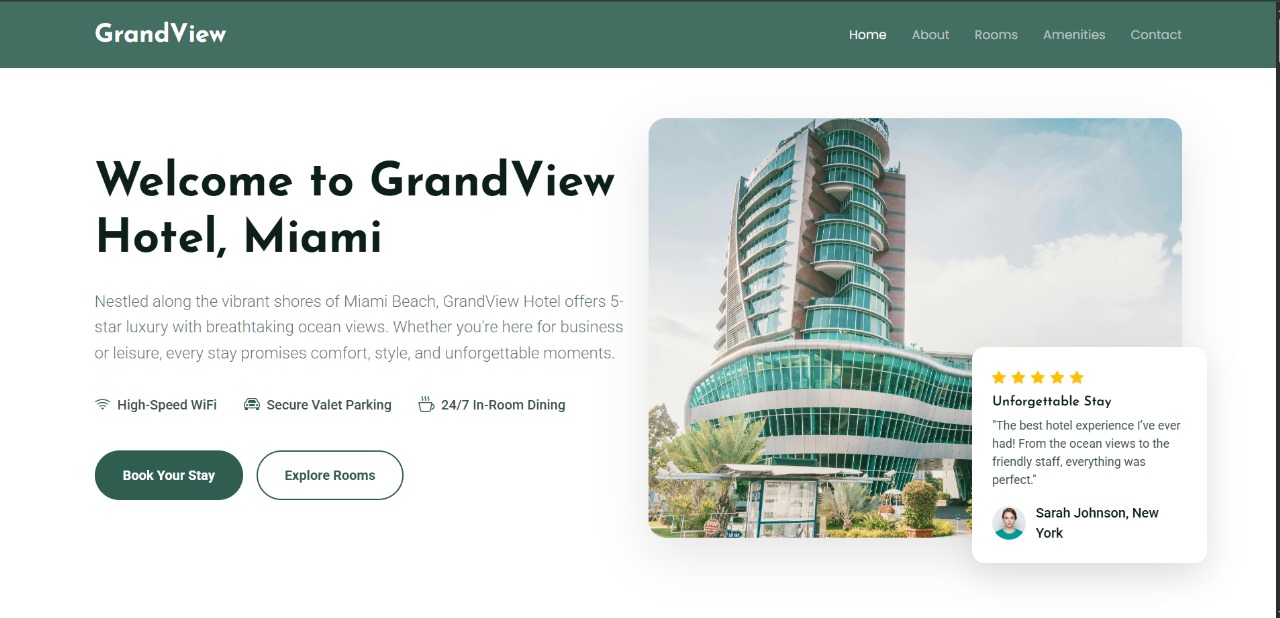 GrandView
Home About Rooms Amenities Contact
Welcome to GrandView
Hotel, Miami
Nestled along the vibrant shores of Miami Beach, GrandView Hotel offers 5-
star luxury with breathtaking ocean views. Whether you're here for business
or leisure, every stay promises comfort, style, and unforgettable moments.
High-Speed WiFi Secure Valet Parking 24/7 In-Room Dining
Book Your Stay Explore Rooms
Unforgettable Stay
"The best hotel experience I've ever
had! From the ocean views to the
friendly staff, everything was
perfect."
Sarah Johnson, New
York